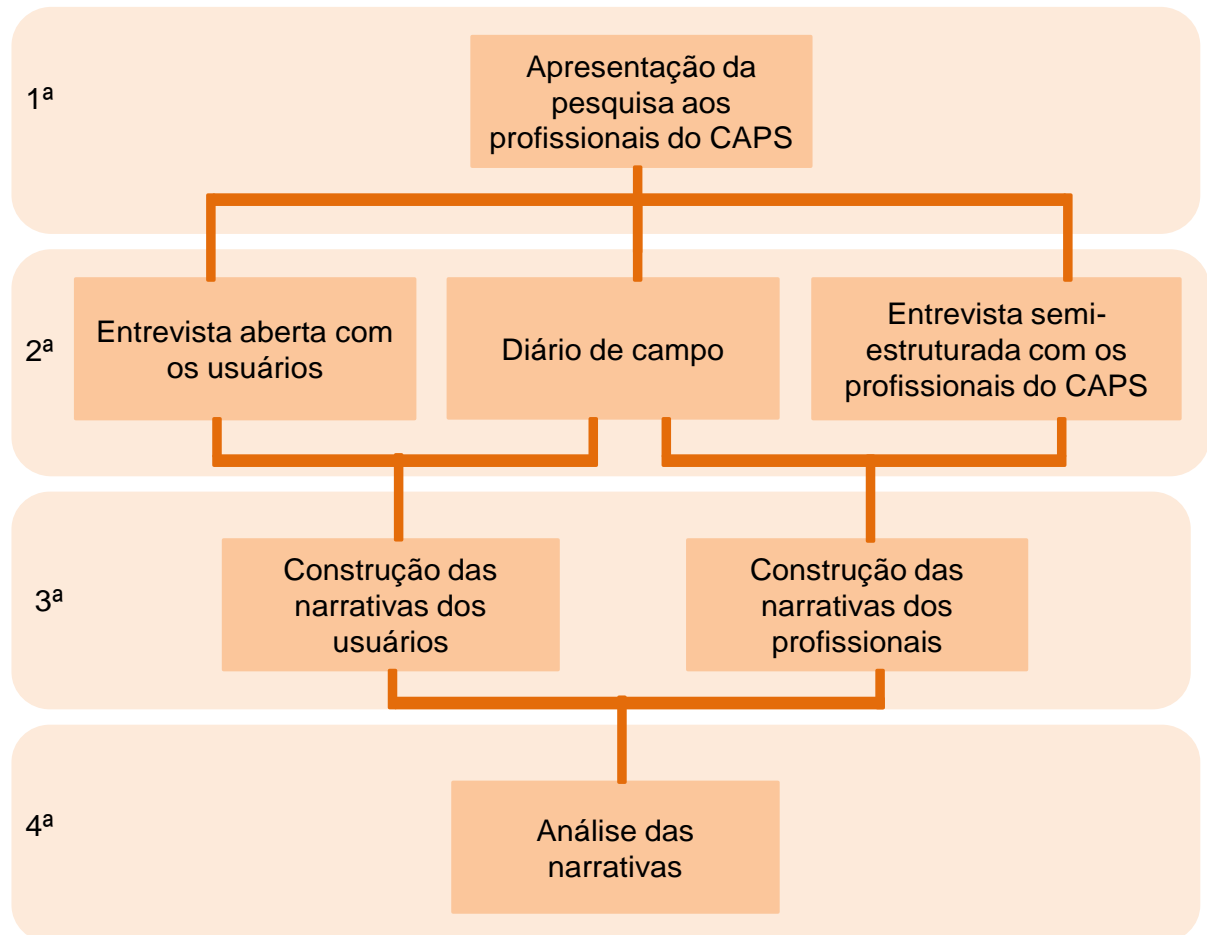 1ª
Apresentação da
pesquisa aos
profissionais do CAPS
2ª
Entrevista aberta com
os usuários
Diário de campo
Entrevista semi-
estruturada com os
profissionais do CAPS
3ª
Construção das
narrativas dos
usuários
Construção das
narrativas dos
profissionais
4ª
Análise das
narrativas